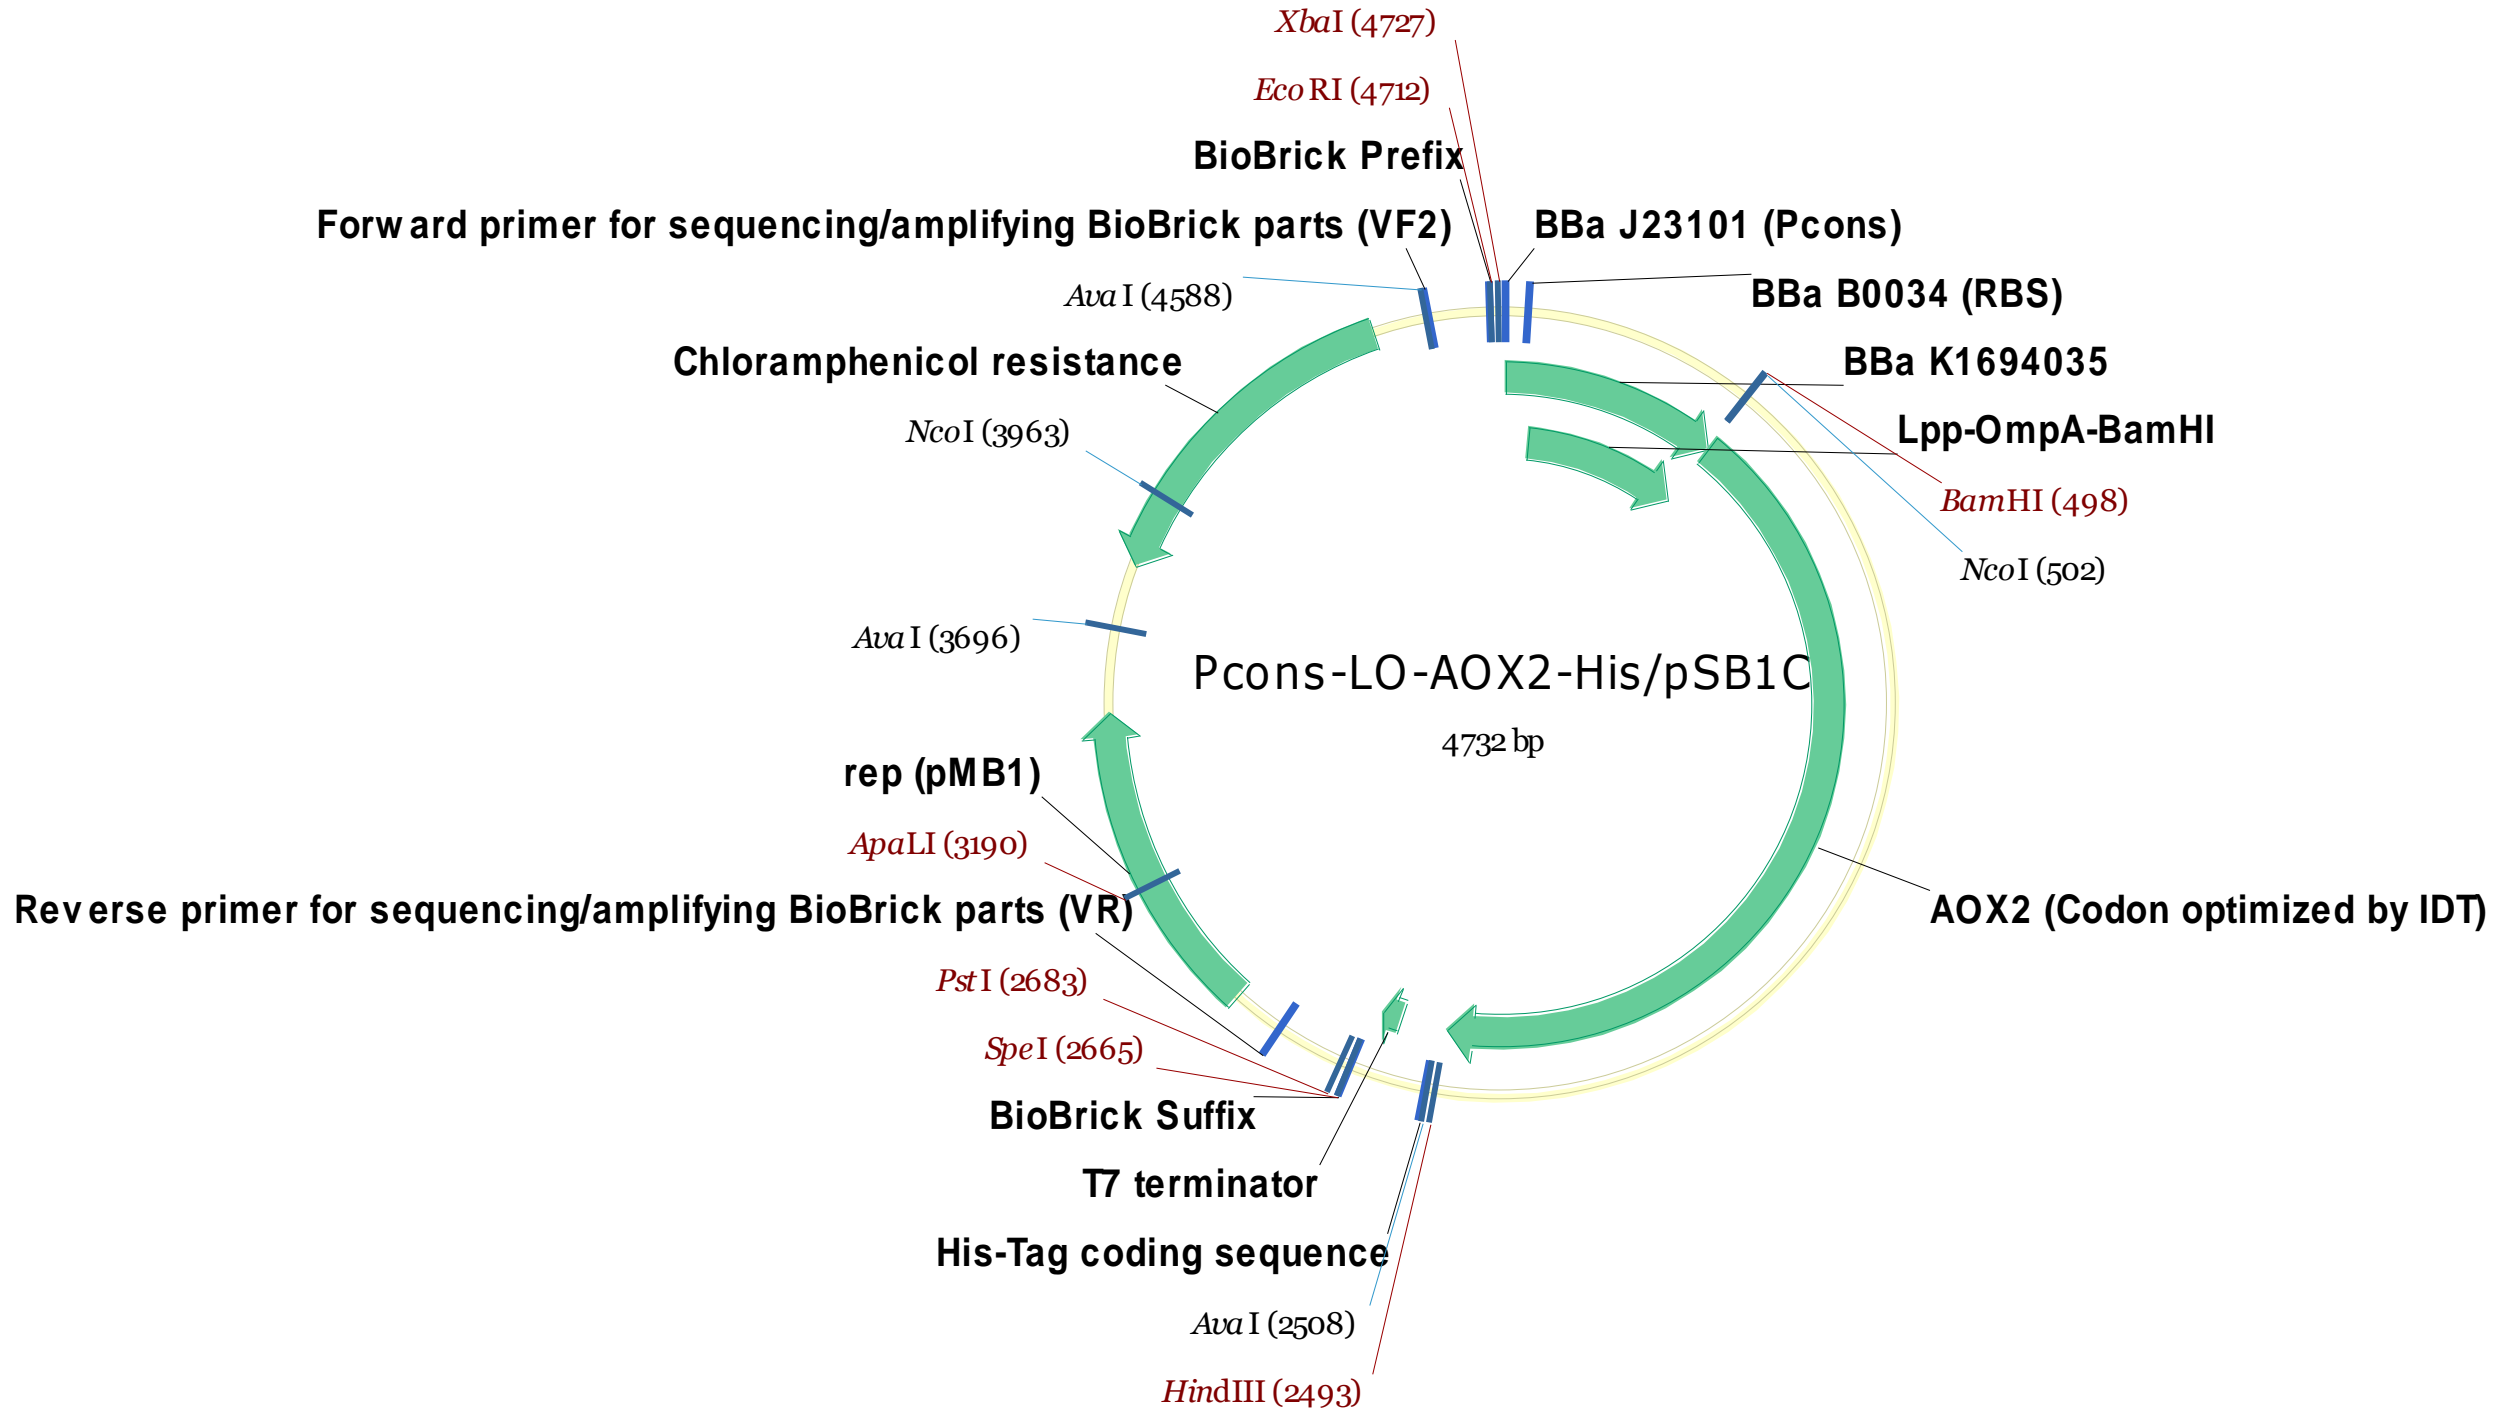 XbaI (4727)
EcoRI (4712)
BioBrick Prefix
Forward primer for sequencing/amplifying BioBrick parts (VF2)
BBa J23101 (Pcons)
AvaI (4588)
BBa B0034 (RBS)
Chloramphenicol resistance
BBa K1694035
NcoI (3963)
Lpp-OmpA-BamHI
BamHI (498)
NcoI (502)
AvaI (3696)
Pcons-LO-AOX2-His/pSB1C
4732 bp
rep (pMB1)
ApaLI (3190)
Reverse primer for sequencing/amplifying BioBrick parts (VR)
AOX2 (Codon optimized by IDT)
PstI (2683)
SpeI (2665)
BioBrick Suffix
T7 terminator
His-Tag coding sequence
AvaI (2508)
HindIII (2493)